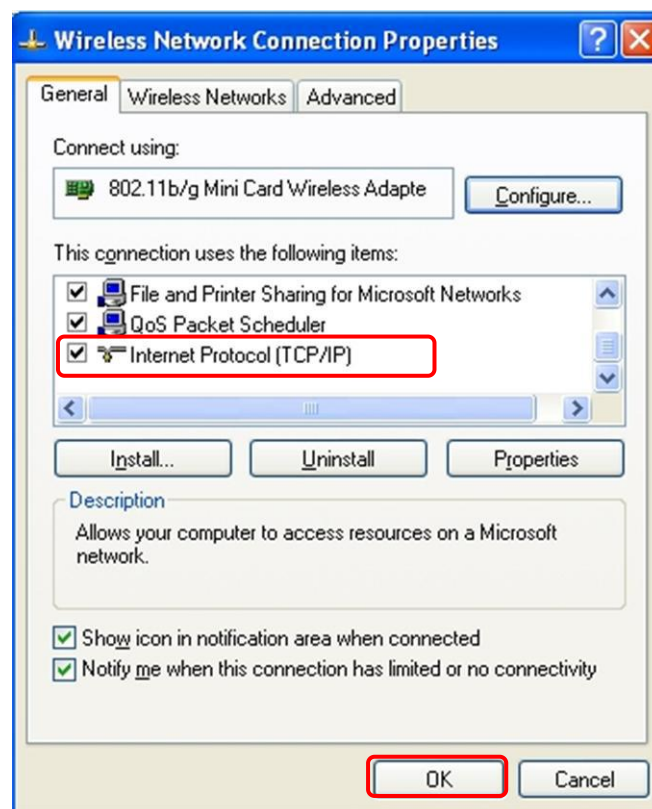 Wireless Network Connection Properties
General Wireless Networks Advanced
Connect using:
802.11b/g Mini Card Wireless Adapte Configure...
This connection uses the following items:
File and Printer Sharing for Microsoft Networks
QoS Packet Scheduler
Internet Protocol (TCP/IP)
Install... Uninstall Properties
Description
Allows your computer to access resources on a Microsoft
network.
Show icon in notification area when connected
Notify me when this connection has limited or no connectivity
OK Cancel